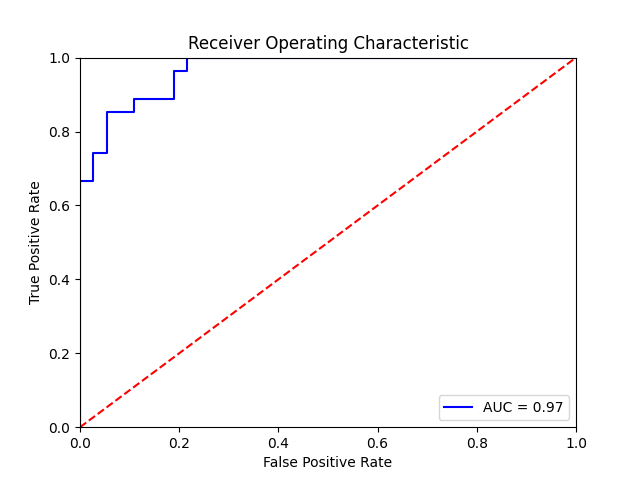 Receiver Operating Characteristic
1.0
0.8
0.6
0.4
0.2
0.0
True Positive Rate
AUC = 0.97
0.0 0.2 0.4 0.6 0.8 1.0
False Positive Rate